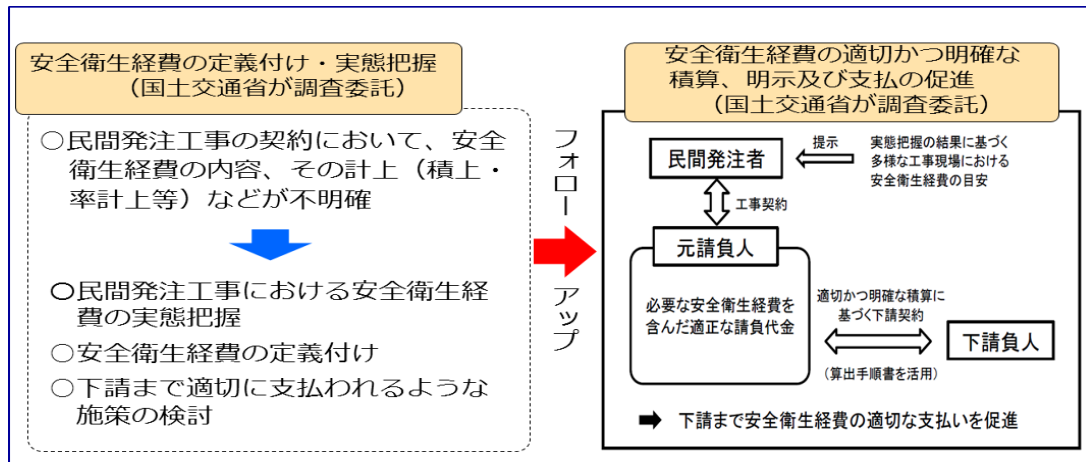 安全衛生経費の定義付け・実態把握
（国土交通省が調査委託）
○民間発注工事の契約において、安全
衛生経費の内容、その計上（積上・
率計上等）などが不明確
○民間発注工事における安全衛生経
費の実態把握
○安全衛生経費の定義付け
○下請まで適切に支払われるような
施策の検討
フォロー
アップ
安全衛生経費の適切かつ明確な
積算、明示及び支払の促進
（国土交通省が調査委託）
民間発注者
提示
実態把握の結果に基づく
多様な工事現場における
安全衛生経費の目安
工事契約
元請負人
必要な安全衛生経費を
含んだ適正な請負代金
適切かつ明確な積算に
基づく下請契約
下請負人
(算出手順書を活用)
下請まで安全衛生経費の適切な支払いを促進